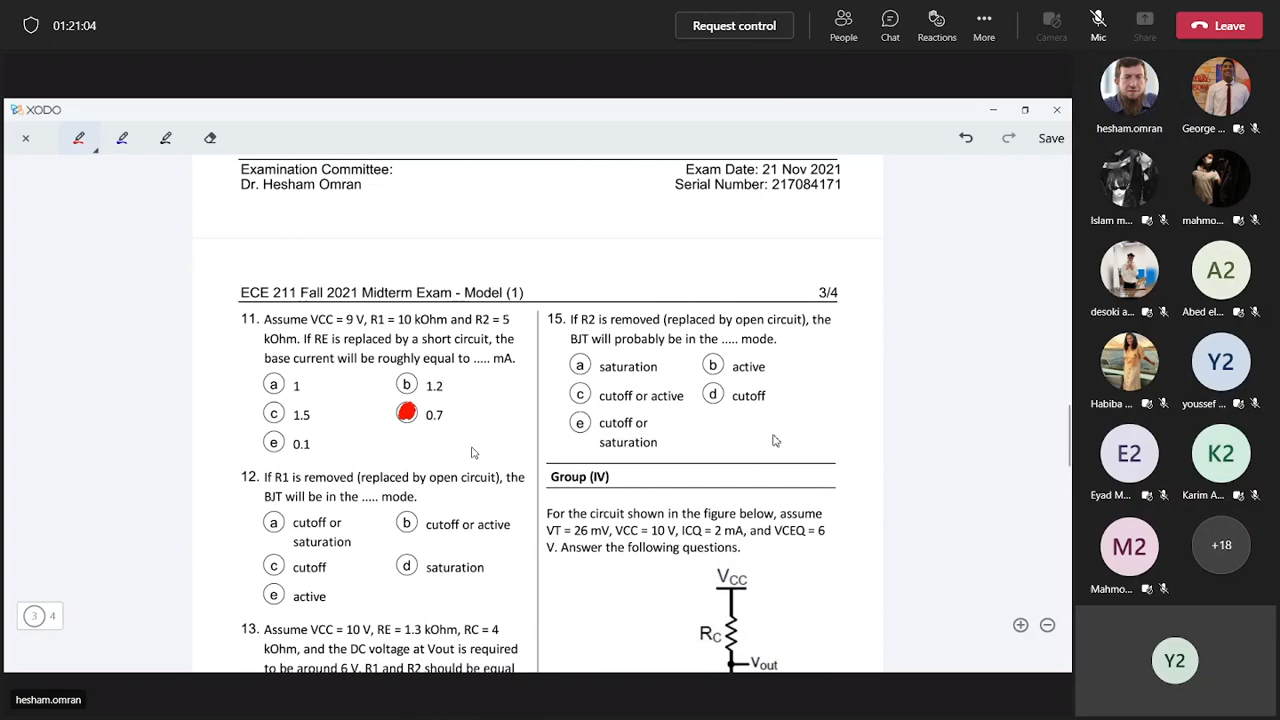 01:21:04
Request control
People
Chat
Reactions
More
Camera
Mic
Share
Leave
XODO
Save
Examination Committee:
Dr. Hesham Omran
Exam Date: 21 Nov 2021
Serial Number: 217084171
ECE 211 Fall 2021 Midterm Exam - Model (1)
3/4
11. Assume VCC = 9 V, R1 = 10 kOhm and R2 = 5
kOhm. If RE is replaced by a short circuit, the
base current will be roughly equal to ..... mA.
a 1
b 1.2
c 1.5
0.7
e 0.1
12. If R1 is removed (replaced by open circuit), the
BJT will be in the ..... mode.
a cutoff or
saturation
b cutoff or active
c cutoff
d saturation
e active
13. Assume VCC = 10 V, RE = 1.3 kOhm, RC = 4
kOhm, and the DC voltage at Vout is required
to be around 6 V. R1 and R2 should be equal
15. If R2 is removed (replaced by open circuit), the
BJT will probably be in the ..... mode.
a saturation
b active
c cutoff or active
d cutoff
e cutoff or
saturation
Group (IV)
For the circuit shown in the figure below, assume
VT = 26 mV, VCC = 10 V, ICQ = 2 mA, and VCEQ = 6
V. Answer the following questions.
VCC
RC
Vout
3 4
hesham.omran
hesham.omran
George ...
Islam m...
mahmo...
A2
desoki a...
Abed el...
Y2
Habiba ...
youssef ...
E2
K2
Eyad M...
Karim A...
M2
+18
Mahmo...
Y2